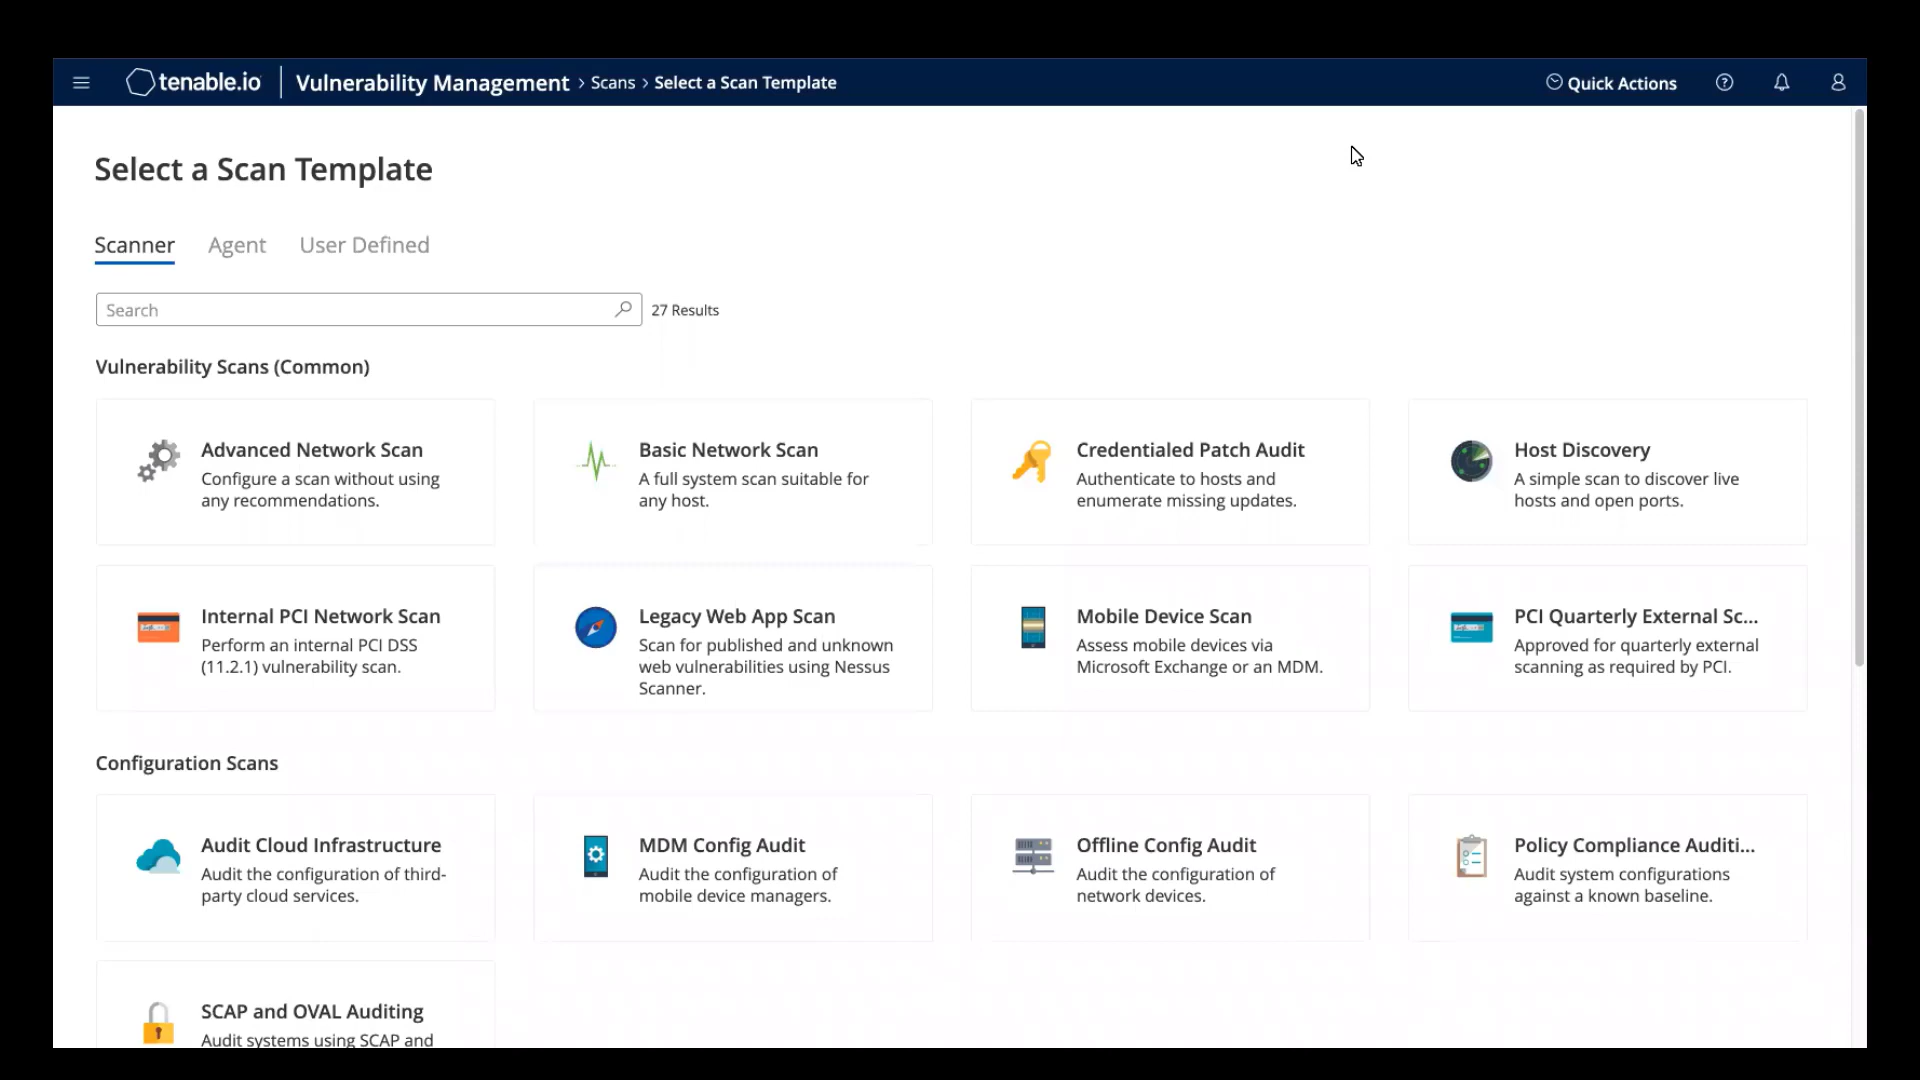 tenable.io Vulnerability Management > Scans > Select a Scan Template Quick Actions
Select a Scan Template
Scanner Agent User Defined
Search 27 Results
Vulnerability Scans (Common)
Advanced Network Scan
Configure a scan without using
any recommendations.
Basic Network Scan
A full system scan suitable for
any host.
Credentialed Patch Audit
Authenticate to hosts and
enumerate missing updates.
Host Discovery
A simple scan to discover live
hosts and open ports.
Internal PCI Network Scan
Perform an internal PCI DSS
(11.2.1) vulnerability scan.
Legacy Web App Scan
Scan for published and unknown
web vulnerabilities using Nessus
Scanner.
Mobile Device Scan
Assess mobile devices via
Microsoft Exchange or an MDM.
PCI Quarterly External Sc...
Approved for quarterly external
scanning as required by PCI.
Configuration Scans
Audit Cloud Infrastructure
Audit the configuration of third-
party cloud services.
MDM Config Audit
Audit the configuration of
mobile device managers.
Offline Config Audit
Audit the configuration of
network devices.
Policy Compliance Auditi...
Audit system configurations
against a known baseline.
SCAP and OVAL Auditing
Audit systems using SCAP and